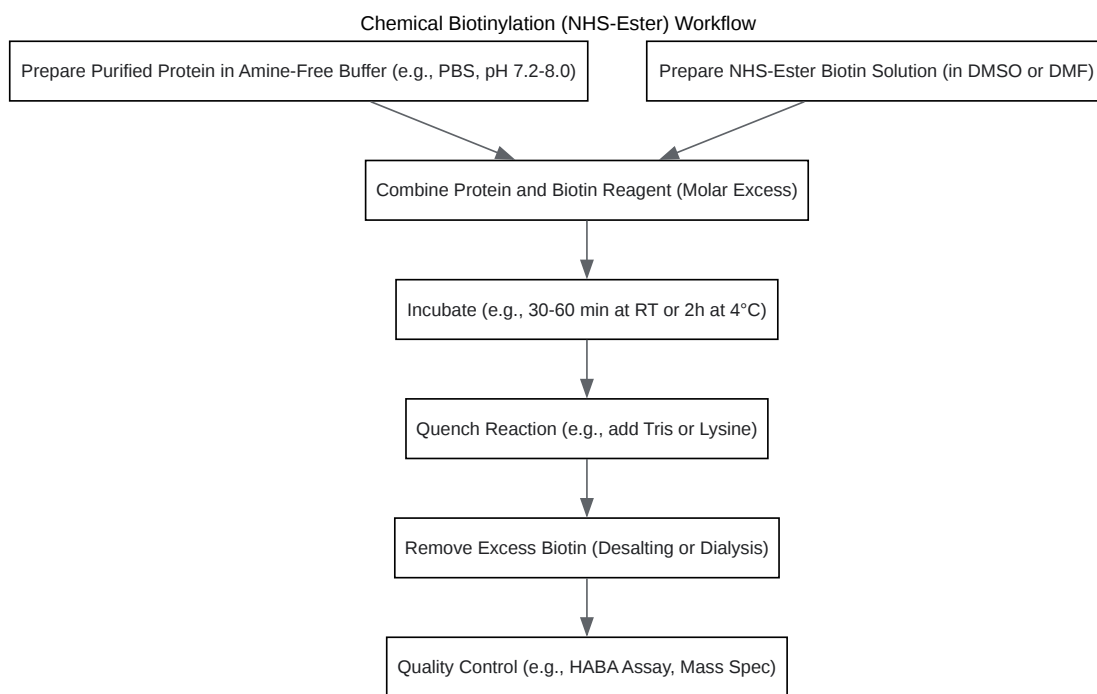 Chemical Biotinylation (NHS-Ester) Workflow
Prepare Purified Protein in Amine-Free Buffer (e.g., PBS, pH 7.2-8.0)
Prepare NHS-Ester Biotin Solution (in DMSO or DMF)
Combine Protein and Biotin Reagent (Molar Excess)
Incubate (e.g., 30-60 min at RT or 2h at 4°C)
Quench Reaction (e.g., add Tris or Lysine)
Remove Excess Biotin (Desalting or Dialysis)
Quality Control (e.g., HABA Assay, Mass Spec)